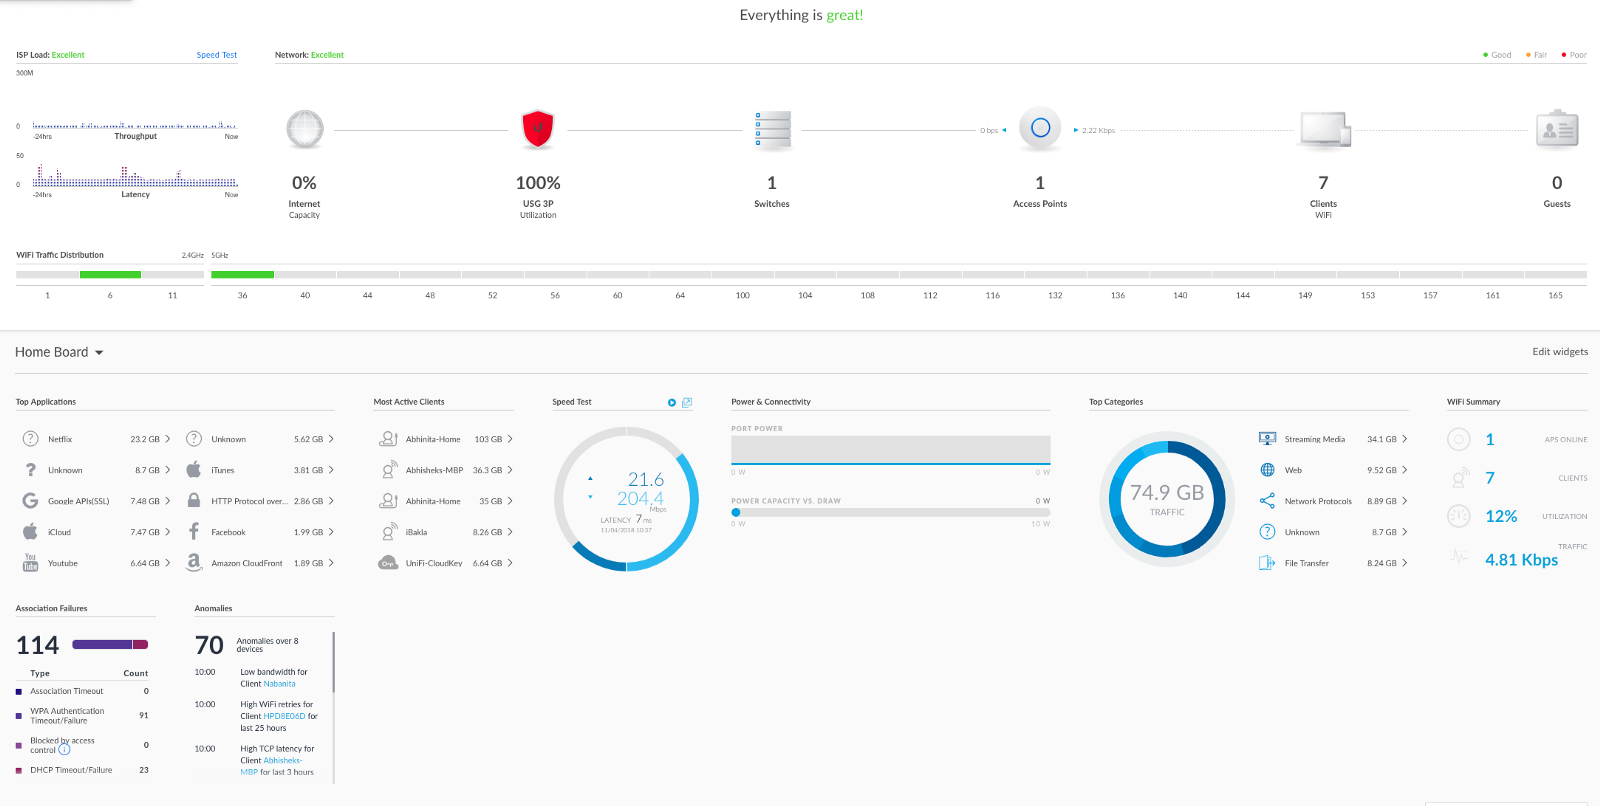 Everything is great!
ISP Load: Excellent
Speed Test
Network: Excellent
Good
Fair
Poor
300M
0
-24hrs
Throughput
Now
50
0
-24hrs
Latency
Now
0 bps
2.22 Kbps
0%
Internet
Capacity
100%
USG 3P
Utilization
1
Switches
1
Access Points
7
Clients
WiFi
0
Guests
WiFi Traffic Distribution
2.4GHz
5GHz
1 6 11 36 40 44 48 52 56 60 64 100 104 108 112 116 132 136 140 144 149 153 157 161 165
Home Board
Edit widgets
Top Applications
Netflix 23.2 GB
Unknown 8.7 GB
Google APIs(SSL) 7.48 GB
iCloud 7.47 GB
You
Tube
Youtube 6.64 GB
Unknown 5.62 GB
iTunes 3.81 GB
HTTP Protocol over... 2.86 GB
Facebook 1.99 GB
Amazon CloudFront 1.89 GB
Most Active Clients
Abhinita-Home 103 GB
Abhisheks-MBP 36.3 GB
Abhinita-Home 35 GB
iBakla 8.26 GB
UniFi-CloudKey 6.64 GB
Speed Test
21.6
204.4
Mbps
LATENCY 7 ms
11/04/2018 10:37
Power & Connectivity
PORT POWER
0 W
0 W
POWER CAPACITY VS. DRAW
0 W
0 W
10 W
Top Categories
74.9 GB
TRAFFIC
Streaming Media 34.1 GB
Web 9.52 GB
Network Protocols 8.89 GB
Unknown 8.7 GB
File Transfer 8.24 GB
WiFi Summary
1 APS ONLINE
7 CLIENTS
12% UTILIZATION
TRAFFIC
4.81 Kbps
Association Failures
114
Type Count
Association Timeout 0
WPA Authentication
Timeout/Failure 91
Blocked by access
control 0
DHCP Timeout/Failure 23
Anomalies
70
Anomalies over 8
devices
10:00 Low bandwidth for
Client Nabanita
10:00 High WiFi retries for
Client HPD8E06D for
last 25 hours
10:00 High TCP latency for
Client Abhisheks-
MBP for last 3 hours